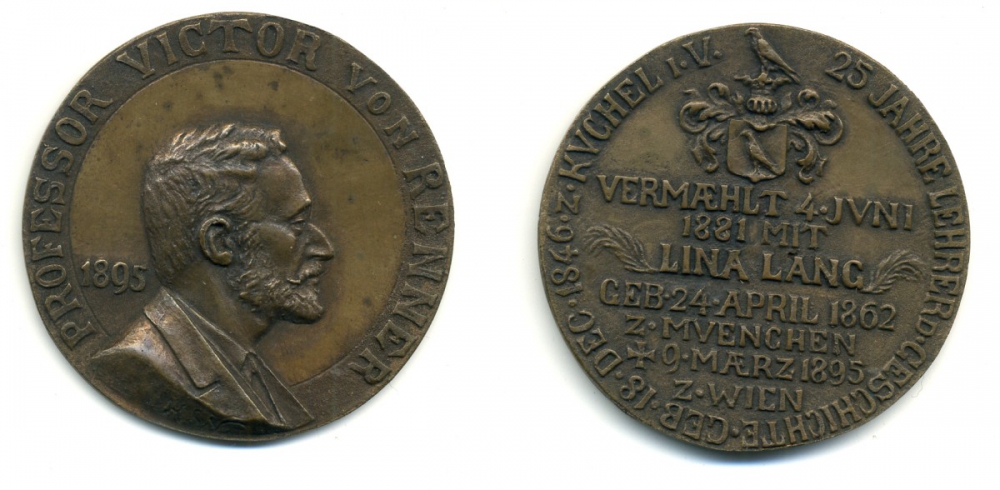 PROFESSOR VICTOR VON RENNER
1895
25 JAHRE LEHRER D·GESCHICHTE·GEB·18·DEC·1846·Z·KVCHEL I·V·
VERMÆHLT 4·JVNI
1881 MIT
LINA LANG
GEB·24·APRIL 1862
Z·MVENCHEN
✠9·MÆRZ 1895
Z·WIEN